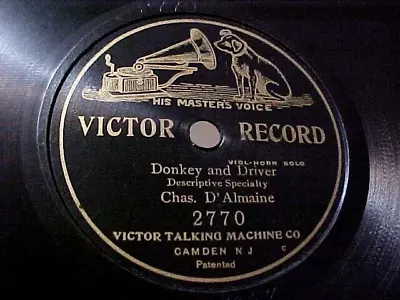 HIS MASTER'S VOICE
VICTOR RECORD
VIOL-HORN SOLO
Donkey and Driver
Descriptive Specialty
Chas. D'Almaine
2770
VICTOR TALKING MACHINE CO
CAMDEN N J C
Patented